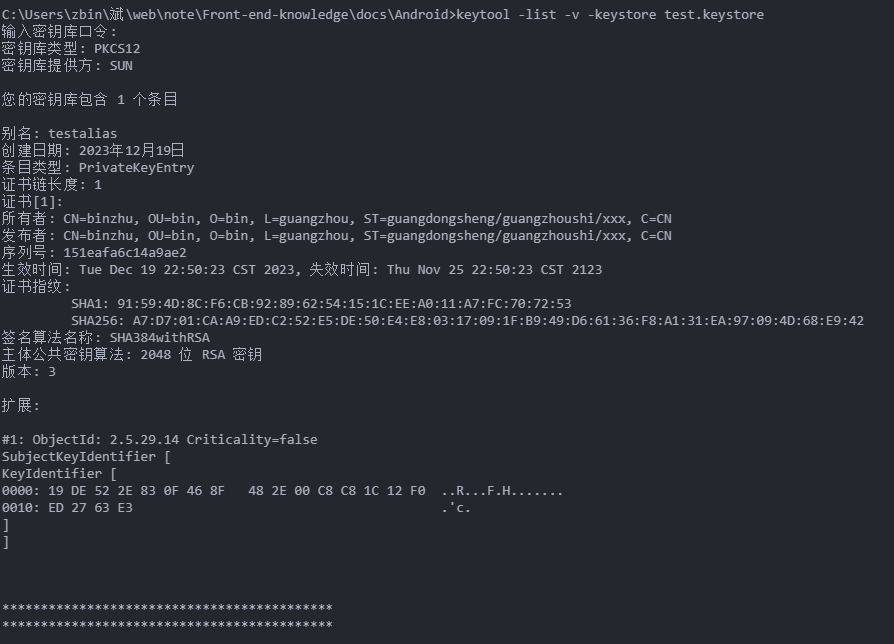 C:\Users\zbin\斌\web\note\Front-end-knowledge\docs\Android>keytool -list -v -keystore test.keystore
输入密钥库口令:
密钥库类型: PKCS12
密钥库提供方: SUN
您的密钥库包含 1 个条目
别名: testalias
创建日期: 2023年12月19日
条目类型: PrivateKeyEntry
证书链长度: 1
证书[1]:
所有者: CN=binzhu, OU=bin, O=bin, L=guangzhou, ST=guangdongsheng/guangzhoushi/xxx, C=CN
发布者: CN=binzhu, OU=bin, O=bin, L=guangzhou, ST=guangdongsheng/guangzhoushi/xxx, C=CN
序列号: 151eafa6c14a9ae2
生效时间: Tue Dec 19 22:50:23 CST 2023, 失效时间: Thu Nov 25 22:50:23 CST 2123
证书指纹:
SHA1: 91:59:4D:8C:F6:CB:92:89:62:54:15:1C:EE:A0:11:A7:FC:70:72:53
SHA256: A7:D7:01:CA:A9:ED:C2:52:E5:DE:50:E4:E8:03:17:09:1F:B9:49:D6:61:36:F8:A1:31:EA:97:09:4D:68:E9:42
签名算法名称: SHA384withRSA
主体公共密钥算法: 2048 位 RSA 密钥
版本: 3
扩展:
#1: ObjectId: 2.5.29.14 Criticality=false
SubjectKeyIdentifier [
KeyIdentifier [
0000: 19 DE 52 2E 83 0F 46 8F   48 2E 00 C8 C8 1C 12 F0  ..R...F.H.......
0010: ED 27 63 E3                                        .'c.
]
]
*******************************************
*******************************************